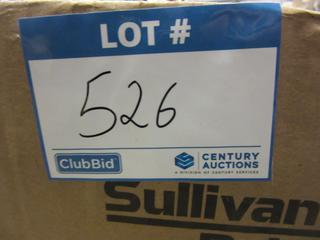 LOT #
526
ClubBid
CENTURY
AUCTIONS
A DIVISION OF CENTURY SERVICES
Sullivan